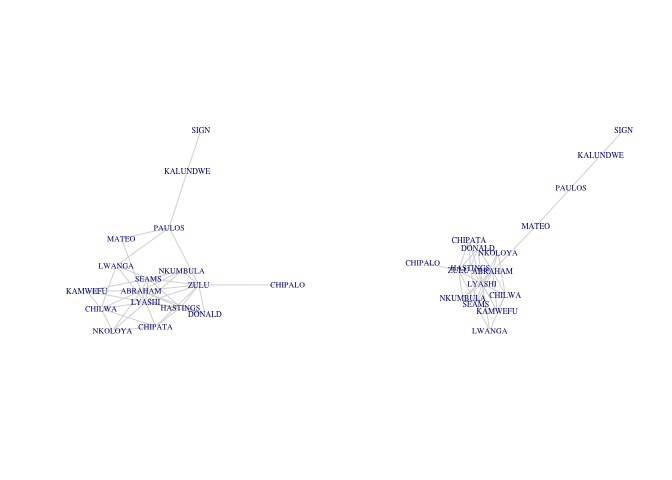 SIGN
KALUNDWE
PAULOS
MATEO
LWANGA
NKUMBULA
SEAMS
ZULU
CHIPALO
KAMWEFU
ABRAHAM
LYASHI
CHILWA
HASTINGS
DONALD
CHIPATA
NKOLOYA
SIGN
KALUNDWE
PAULOS
MATEO
CHIPATA
DONALD
NKOLOYA
CHIPALO
HASTINGS
ZULU
ABRAHAM
LYASHI
CHILWA
NKUMBULA
SEAMS
KAMWEFU
LWANGA